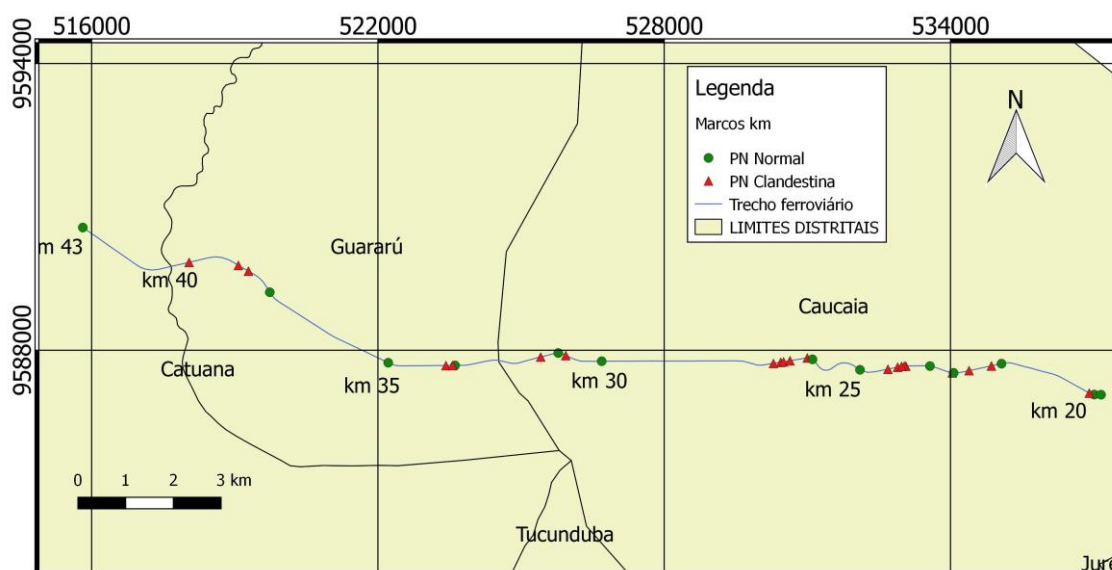 516000 522000 528000 534000
9594000
Legenda
Marcos km
PN Normal
PN Clandestina
Trecho ferroviário
LIMITES DISTRITAIS
N
m 43
Guararú
km 40
Caucaia
9588000
Catuana
km 35
km 30
km 25
km 20
0 1 2 3 km
Tucunduba
Jure